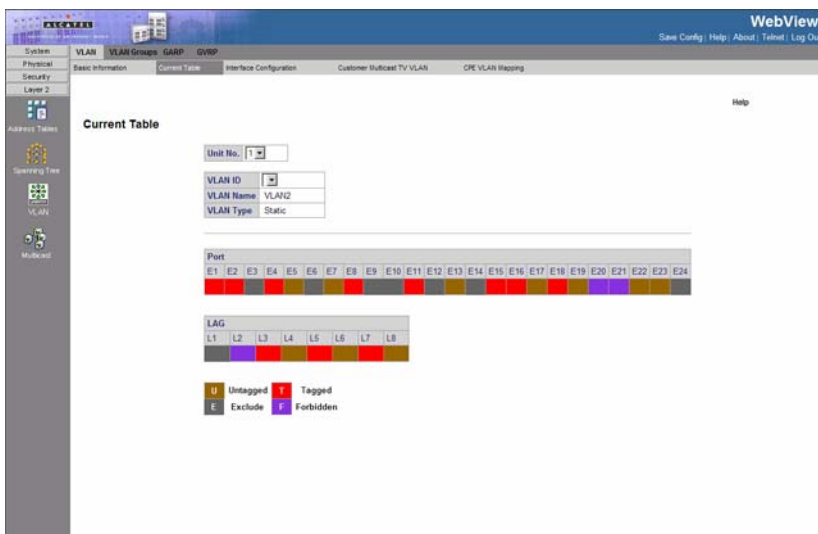 ALCATEL
WebView
Save Config | Help | About | Telnet | Log Ou
System
Physical
Security
Layer 2
Address Tables
Spanning Tree
VLAN
Multicast
VLAN VLAN Groups GARP GVRP
Basic Information Current Table Interface Configuration Customer Multicast TV VLAN CPE VLAN Mapping
Help
Current Table
Unit No. 1
VLAN ID
VLAN Name VLAN2
VLAN Type Static
Port
E1 E2 E3 E4 E5 E6 E7 E8 E9 E10 E11 E12 E13 E14 E15 E16 E17 E18 E19 E20 E21 E22 E23 E24
LAG
L1 L2 L3 L4 L5 L6 L7 L8
U Untagged T Tagged
E Exclude F Forbidden